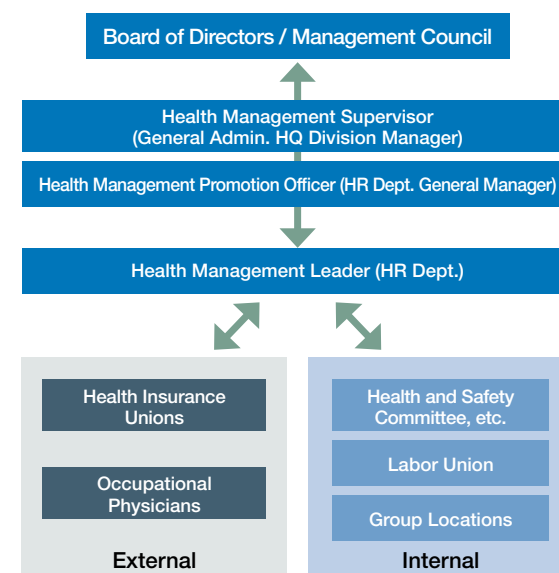 Board of Directors / Management Council
Health Management Supervisor
(General Admin. HQ Division Manager)
Health Management Promotion Officer (HR Dept. General Manager)
Health Management Leader (HR Dept.)
Health Insurance
Unions
Occupational
Physicians
External
Health and Safety
Committee, etc.
Labor Union
Group Locations
Internal